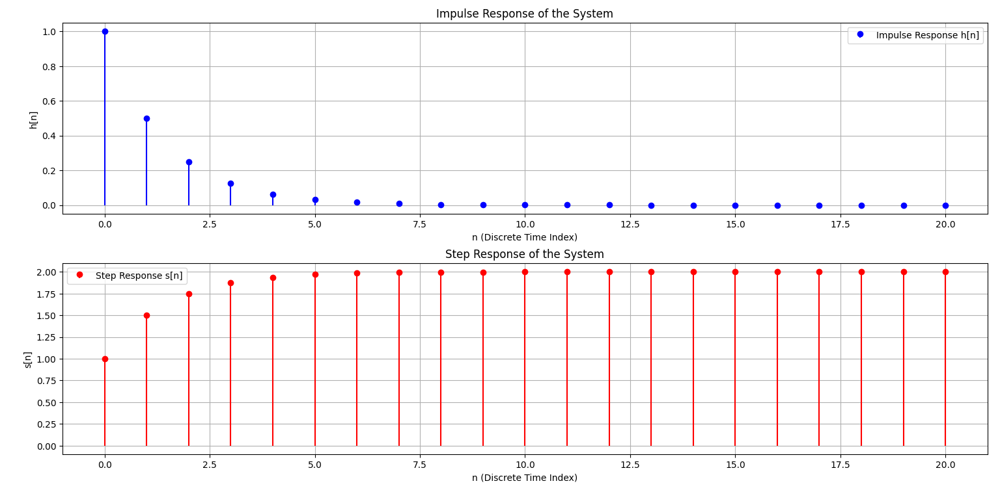 Impulse Response of the System
Impulse Response h[n]
1.0
0.8
0.6
0.4
0.2
0.0
h[n]
0.0 2.5 5.0 7.5 10.0 12.5 15.0 17.5 20.0
n (Discrete Time Index)
Step Response of the System
Step Response s[n]
2.00
1.75
1.50
1.25
1.00
0.75
0.50
0.25
0.00
s[n]
0.0 2.5 5.0 7.5 10.0 12.5 15.0 17.5 20.0
n (Discrete Time Index)